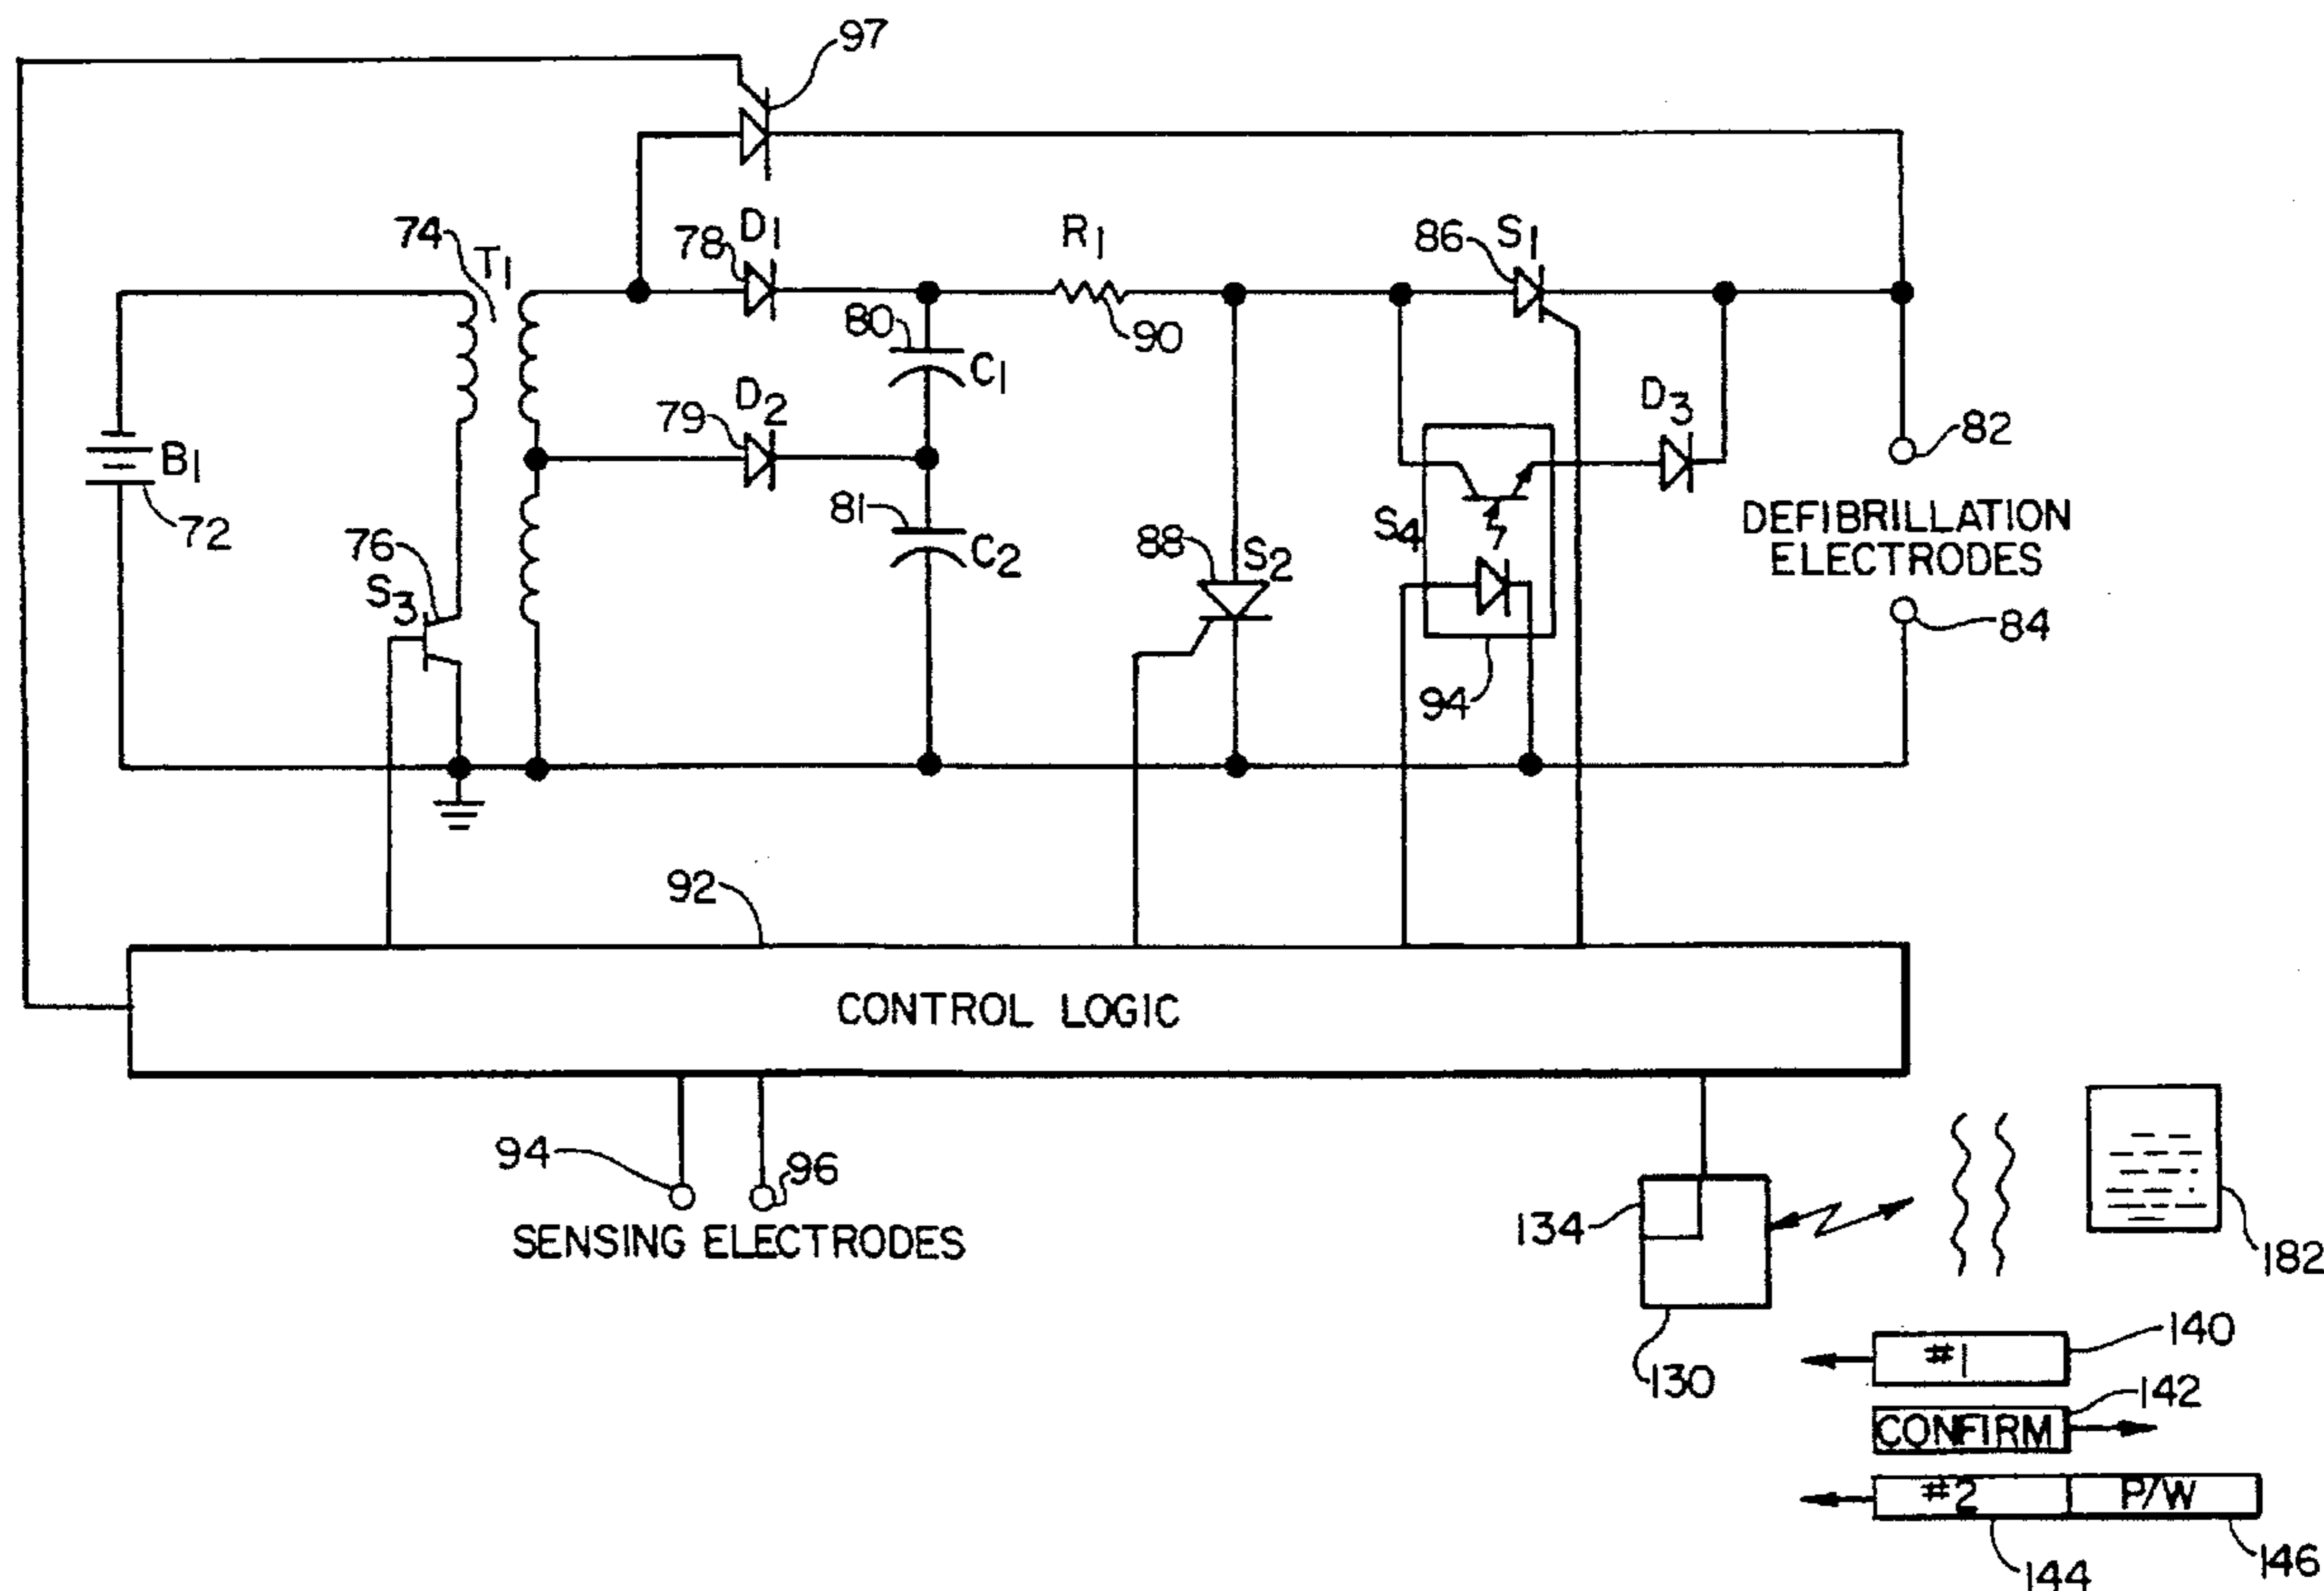 97
74
T1
78
D1
R1
86
S1
80
90
C1
79
D2
D3
82
B1
72
81
C2
S4
DEFIBRILLATION
ELECTRODES
76
S3
88
S2
84
94
92
CONTROL LOGIC
94
96
SENSING ELECTRODES
134
182
130
#1
140
CONFIRM
142
#2
P/W
144
146